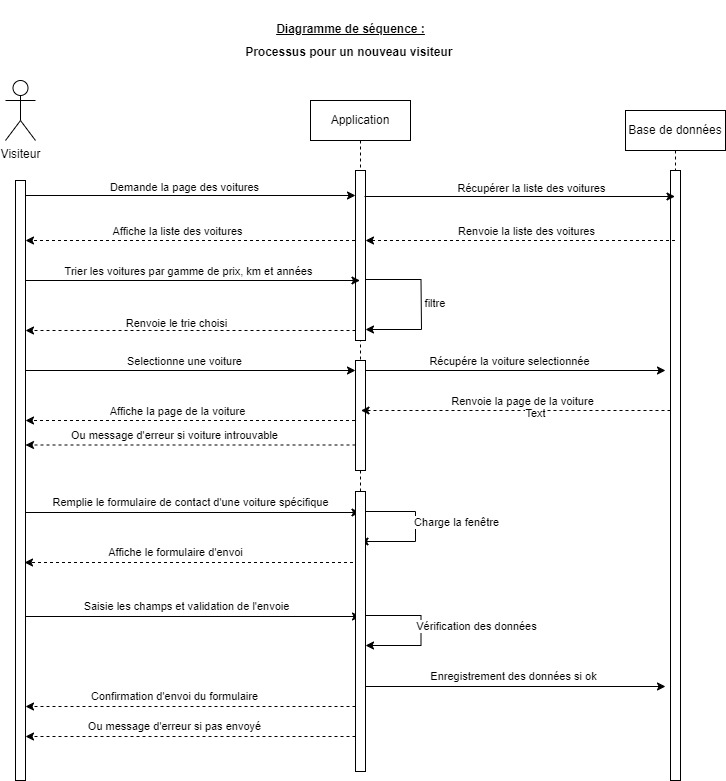 Diagramme de séquence :
Processus pour un nouveau visiteur
Application
Base de données
Visiteur
Demande la page des voitures
Récupérer la liste des voitures
Affiche la liste des voitures
Renvoie la liste des voitures
Trier les voitures par gamme de prix, km et années
filtre
Renvoie le trie choisi
Selectionne une voiture
Récupére la voiture selectionnée
Renvoie la page de la voiture
Text
Affiche la page de la voiture
Ou message d'erreur si voiture introuvable
Remplie le formulaire de contact d'une voiture spécifique
Charge la fenêtre
Affiche le formulaire d'envoi
Saisie les champs et validation de l'envoie
Vérification des données
Enregistrement des données si ok
Confirmation d'envoi du formulaire
Ou message d'erreur si pas envoyé